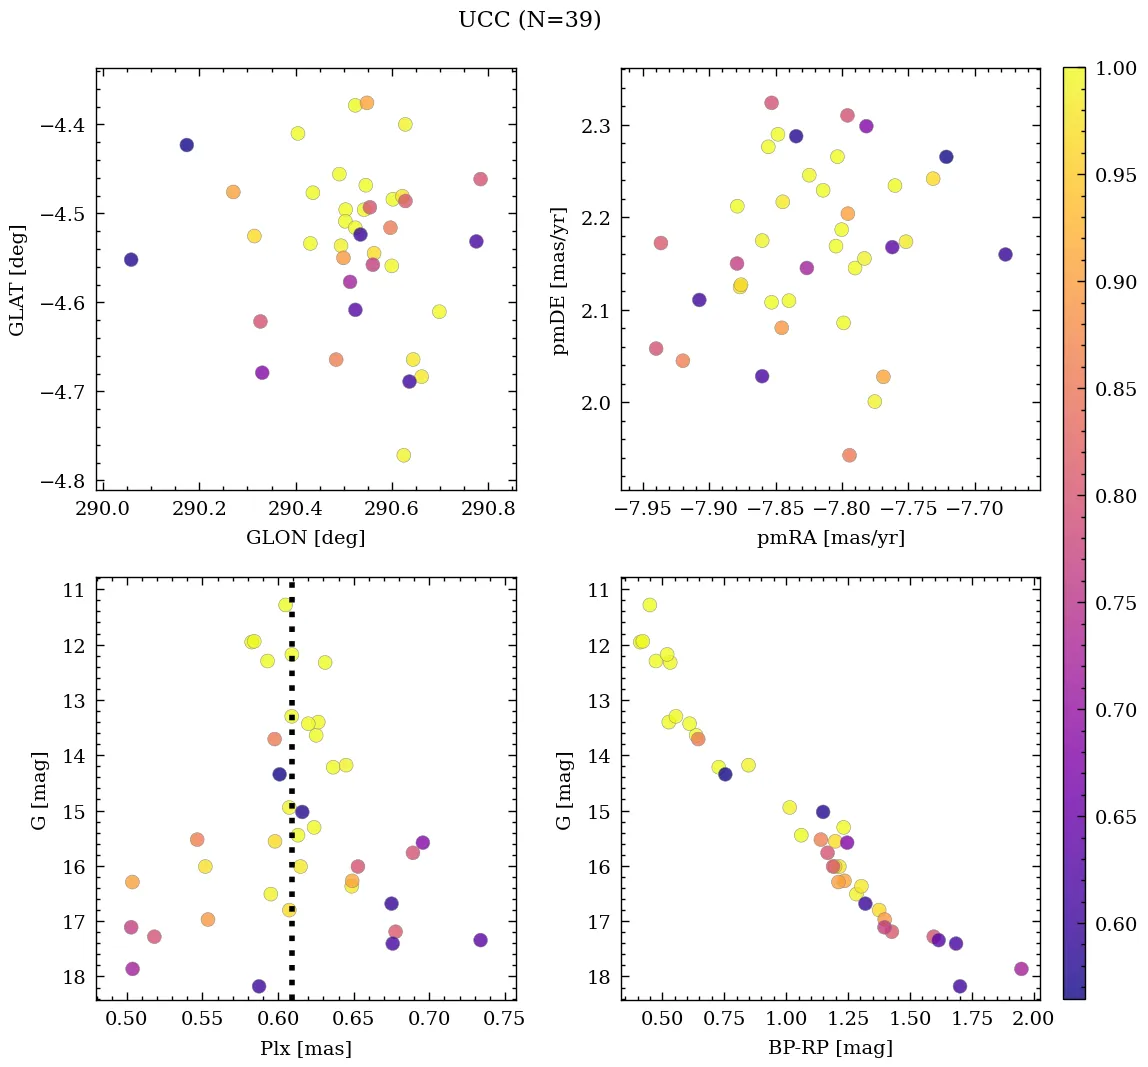 UCC (N=39)
−4.4
−4.5
−4.6
−4.7
−4.8
GLAT [deg]
290.0 290.2 290.4 290.6 290.8
GLON [deg]
2.3
2.2
2.1
2.0
pmDE [mas/yr]
−7.95 −7.90 −7.85 −7.80 −7.75 −7.70
pmRA [mas/yr]
11
12
13
14
15
16
17
18
G [mag]
0.50 0.55 0.60 0.65 0.70 0.75
Plx [mas]
11
12
13
14
15
16
17
18
G [mag]
0.50 0.75 1.00 1.25 1.50 1.75 2.00
BP-RP [mag]
1.00
0.95
0.90
0.85
0.80
0.75
0.70
0.65
0.60